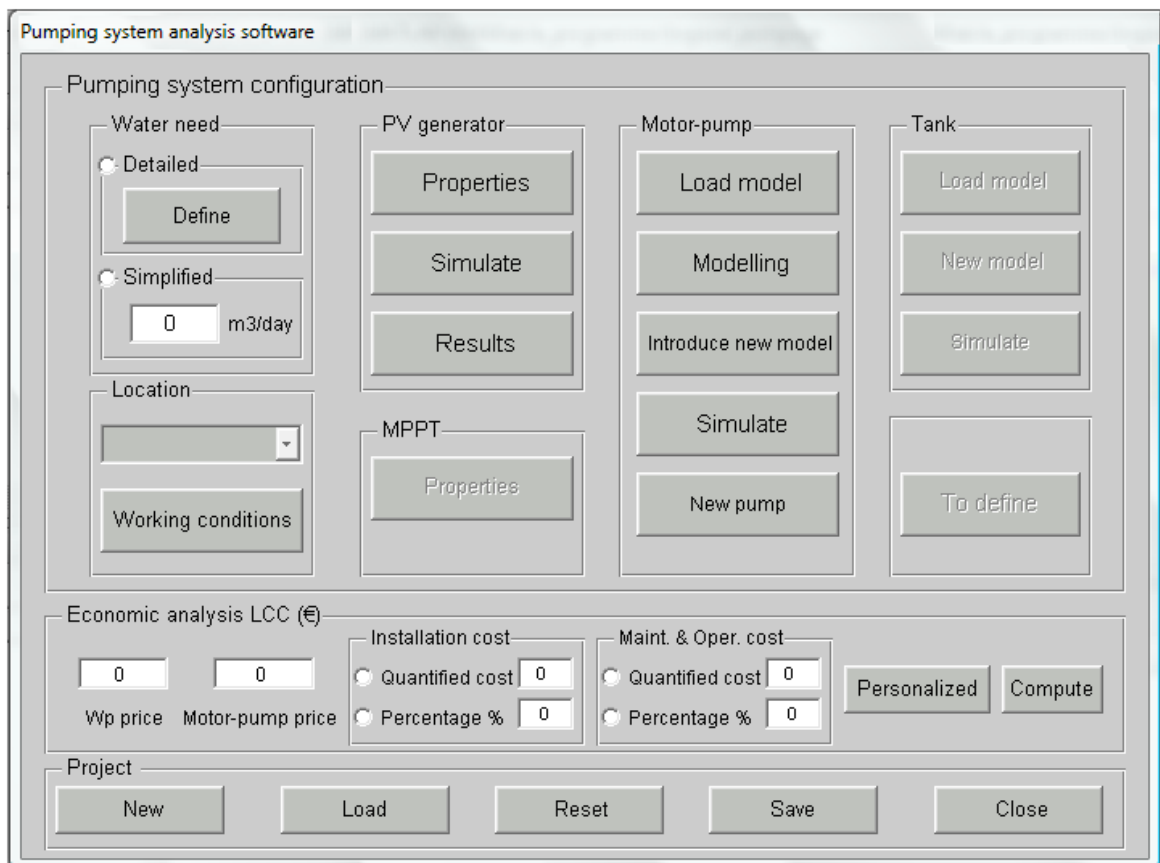 Pumping system analysis software
Pumping system configuration
Water need
Detailed
Define
Simplified
0 m3/day
Location
Working conditions
PV generator
Properties
Simulate
Results
MPPT
Properties
Motor-pump
Load model
Modelling
Introduce new model
Simulate
New pump
Tank
Load model
New model
Simulate
To define
Economic analysis LCC (€)
0 0
Wp price Motor-pump price
Installation cost
Quantified cost 0
Percentage % 0
Maint. & Oper. cost
Quantified cost 0
Percentage % 0
Personalized Compute
Project
New Load Reset Save Close